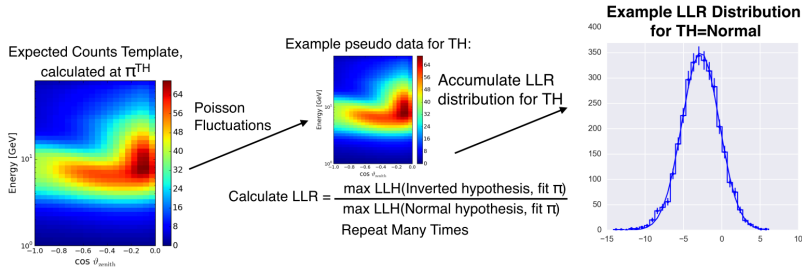 Expected Counts Template,
calculated at πᵀᴴ
Energy [GeV]
10¹
10⁰
−1.0 −0.8 −0.6 −0.4 −0.2 0.0
cos ϑzenith
64
56
48
40
32
24
16
8
0
Poisson
Fluctuations
Example pseudo data for TH:
Energy [GeV]
10¹
10⁰
−1.0 −0.8 −0.6 −0.4 −0.2 0.0
cos ϑzenith
64
56
48
40
32
24
16
8
0
Accumulate LLR
distribution for TH
Calculate LLR =
max LLH(Inverted hypothesis, fit π)
max LLH(Normal hypothesis, fit π)
Repeat Many Times
Example LLR Distribution
for TH=Normal
400
350
300
250
200
150
100
50
0
−15 −10 −5 0 5 10